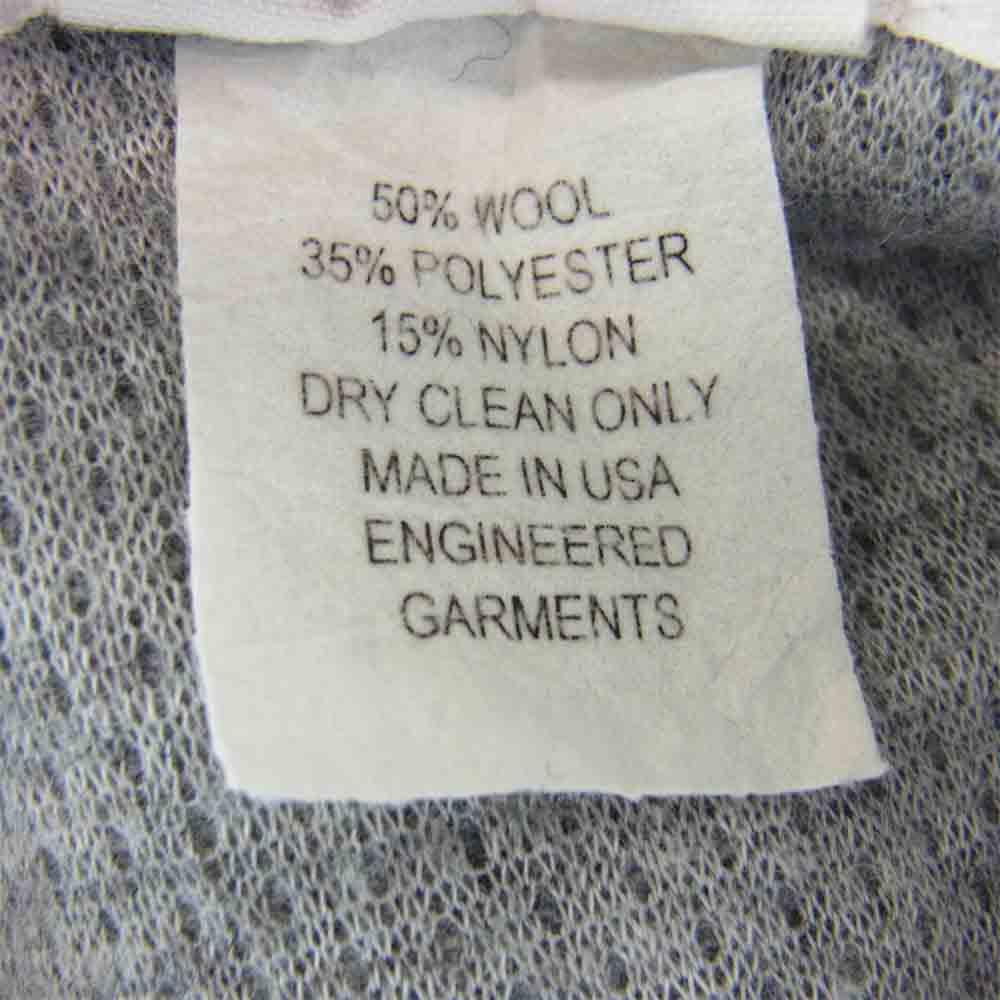 50% WOOL
35% POLYESTER
15% NYLON
DRY CLEAN ONLY
MADE IN USA
ENGINEERED
GARMENTS